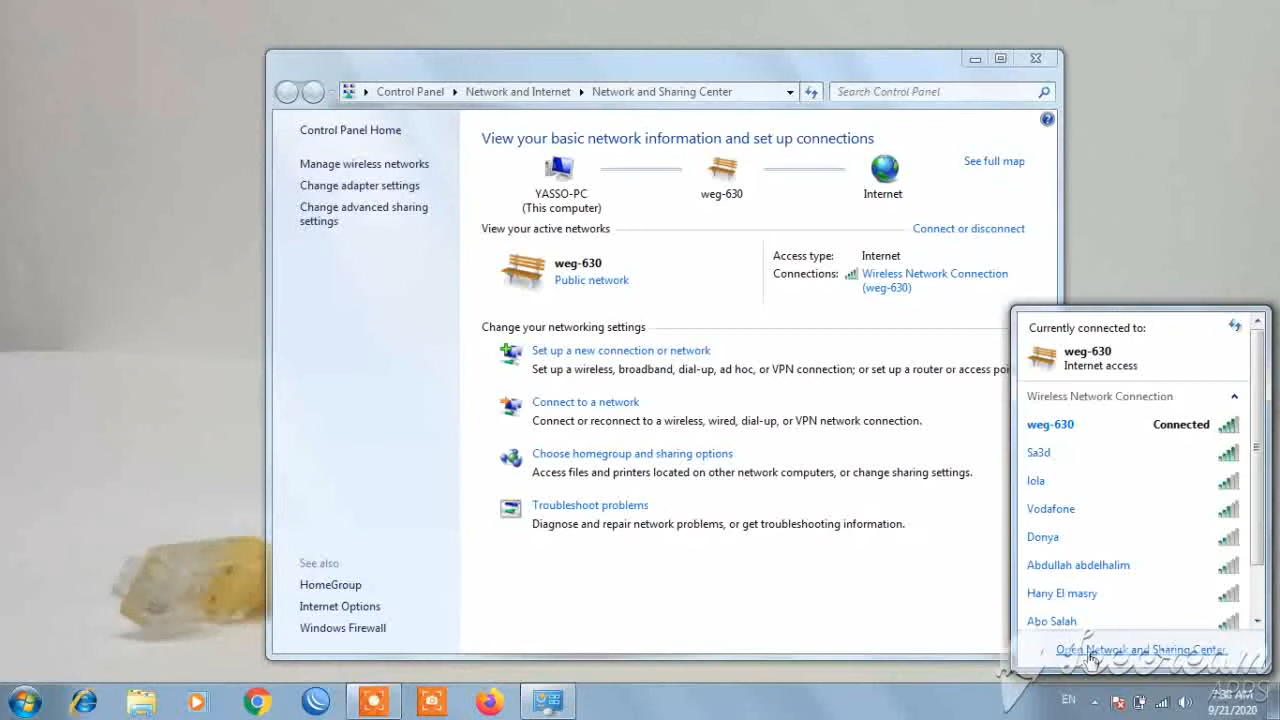 Control Panel
Network and Internet
Network and Sharing Center
Search Control Panel
Control Panel Home
Manage wireless networks
Change adapter settings
Change advanced sharing
settings
See also
HomeGroup
Internet Options
Windows Firewall
View your basic network information and set up connections
See full map
YASSO-PC
(This computer)
weg-630
Internet
View your active networks
Connect or disconnect
weg-630
Public network
Access type:
Internet
Connections:
Wireless Network Connection
(weg-630)
Change your networking settings
Set up a new connection or network
Set up a wireless, broadband, dial-up, ad hoc, or VPN connection; or set up a router or access poi
Connect to a network
Connect or reconnect to a wireless, wired, dial-up, or VPN network connection.
Choose homegroup and sharing options
Access files and printers located on other network computers, or change sharing settings.
Troubleshoot problems
Diagnose and repair network problems, or get troubleshooting information.
Currently connected to:
weg-630
Internet access
Wireless Network Connection
weg-630 Connected
Sa3d
lola
Vodafone
Donya
Abdullah abdelhalim
Hany El masry
Abo Salah
Open Network and Sharing Center
Icecream
APPS
EN
7:38 AM
9/21/2020